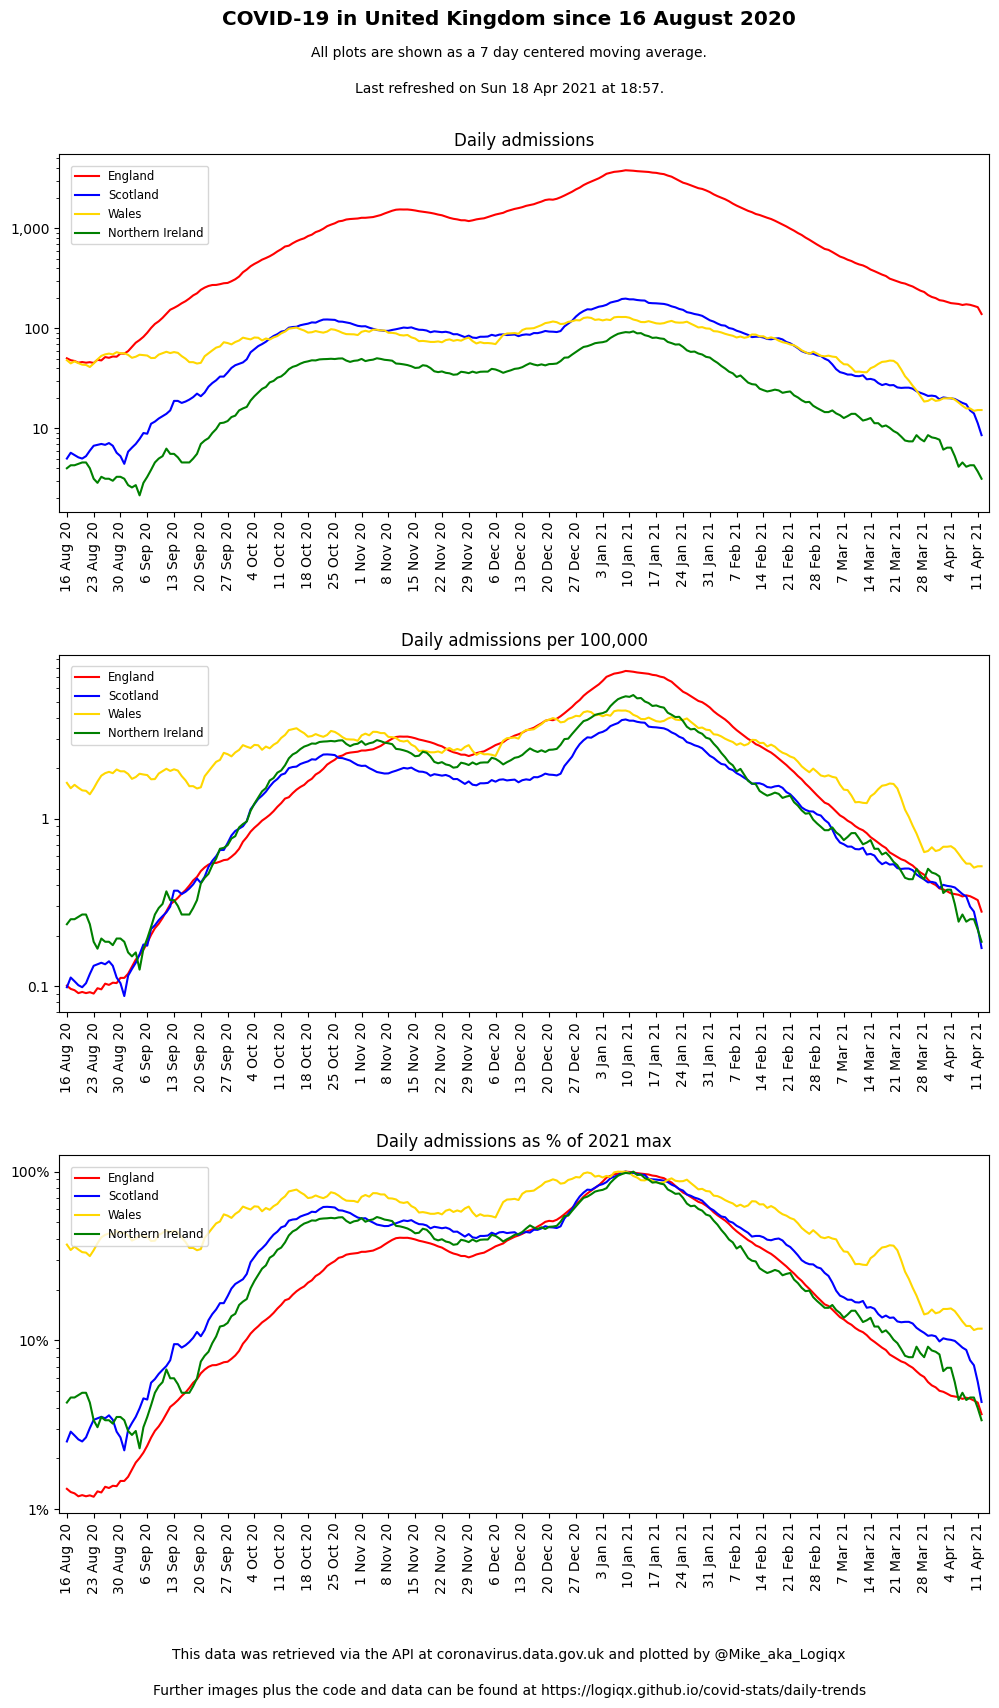 COVID-19 in United Kingdom since 16 August 2020
All plots are shown as a 7 day centered moving average.
Last refreshed on Sun 18 Apr 2021 at 18:57.
Daily admissions
England
Scotland
Wales
Northern Ireland
1,000
100
10
16 Aug 20
23 Aug 20
30 Aug 20
6 Sep 20
13 Sep 20
20 Sep 20
27 Sep 20
4 Oct 20
11 Oct 20
18 Oct 20
25 Oct 20
1 Nov 20
8 Nov 20
15 Nov 20
22 Nov 20
29 Nov 20
6 Dec 20
13 Dec 20
20 Dec 20
27 Dec 20
3 Jan 21
10 Jan 21
17 Jan 21
24 Jan 21
31 Jan 21
7 Feb 21
14 Feb 21
21 Feb 21
28 Feb 21
7 Mar 21
14 Mar 21
21 Mar 21
28 Mar 21
4 Apr 21
11 Apr 21
Daily admissions per 100,000
England
Scotland
Wales
Northern Ireland
1
0.1
16 Aug 20
23 Aug 20
30 Aug 20
6 Sep 20
13 Sep 20
20 Sep 20
27 Sep 20
4 Oct 20
11 Oct 20
18 Oct 20
25 Oct 20
1 Nov 20
8 Nov 20
15 Nov 20
22 Nov 20
29 Nov 20
6 Dec 20
13 Dec 20
20 Dec 20
27 Dec 20
3 Jan 21
10 Jan 21
17 Jan 21
24 Jan 21
31 Jan 21
7 Feb 21
14 Feb 21
21 Feb 21
28 Feb 21
7 Mar 21
14 Mar 21
21 Mar 21
28 Mar 21
4 Apr 21
11 Apr 21
Daily admissions as % of 2021 max
England
Scotland
Wales
Northern Ireland
100%
10%
1%
16 Aug 20
23 Aug 20
30 Aug 20
6 Sep 20
13 Sep 20
20 Sep 20
27 Sep 20
4 Oct 20
11 Oct 20
18 Oct 20
25 Oct 20
1 Nov 20
8 Nov 20
15 Nov 20
22 Nov 20
29 Nov 20
6 Dec 20
13 Dec 20
20 Dec 20
27 Dec 20
3 Jan 21
10 Jan 21
17 Jan 21
24 Jan 21
31 Jan 21
7 Feb 21
14 Feb 21
21 Feb 21
28 Feb 21
7 Mar 21
14 Mar 21
21 Mar 21
28 Mar 21
4 Apr 21
11 Apr 21
This data was retrieved via the API at coronavirus.data.gov.uk and plotted by @Mike_aka_Logiqx
Further images plus the code and data can be found at https://logiqx.github.io/covid-stats/daily-trends